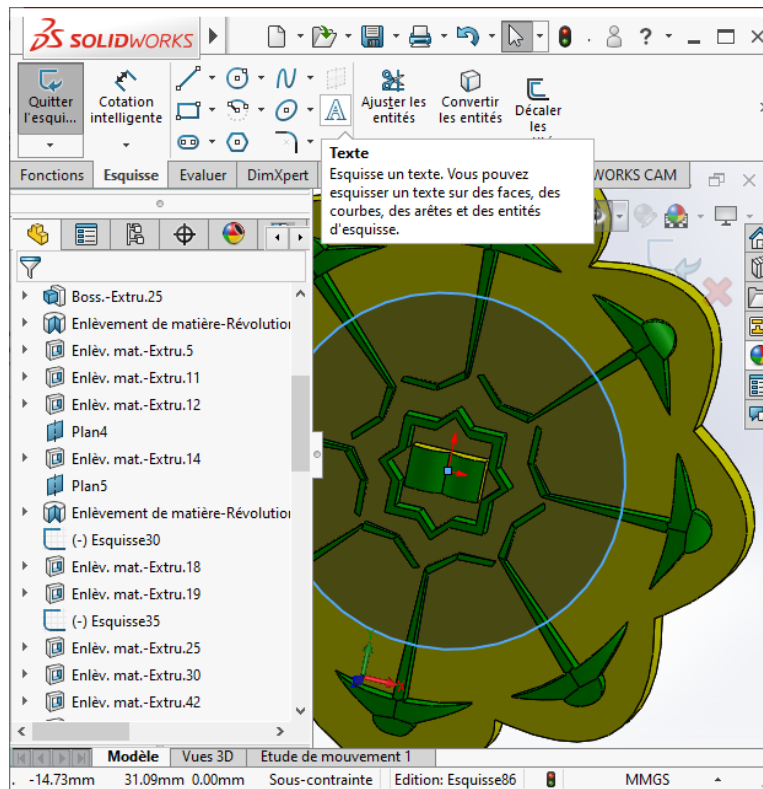 SOLIDWORKS
Quitter l'esqui...
Cotation intelligente
Ajuster les entités
Convertir les entités
Décaler les
Texte
Esquisse un texte. Vous pouvez
esquisser un texte sur des faces, des
courbes, des arêtes et des entités
d'esquisse.
Fonctions Esquisse Evaluer DimXpert WORKS CAM
Boss.-Extru.25
Enlèvement de matière-Révolution
Enlèv. mat.-Extru.5
Enlèv. mat.-Extru.11
Enlèv. mat.-Extru.12
Plan4
Enlèv. mat.-Extru.14
Plan5
Enlèvement de matière-Révolution
(-) Esquisse30
Enlèv. mat.-Extru.18
Enlèv. mat.-Extru.19
(-) Esquisse35
Enlèv. mat.-Extru.25
Enlèv. mat.-Extru.30
Enlèv. mat.-Extru.42
Modèle Vues 3D Etude de mouvement 1
-14.73mm 31.09mm 0.00mm Sous-contrainte Edition: Esquisse86 MMGS